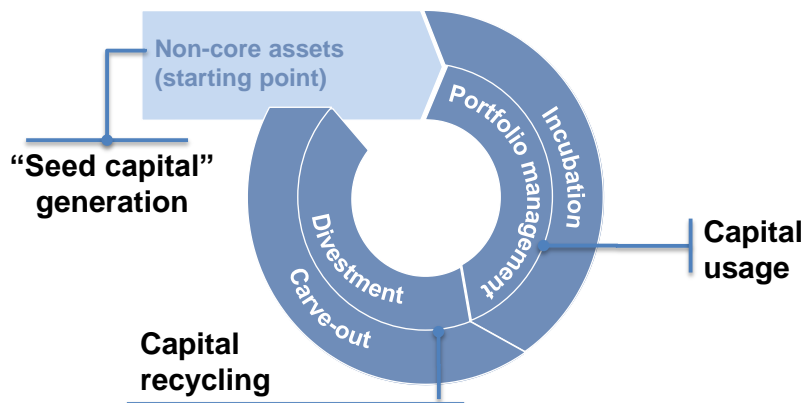 Non-core assets
(starting point)
“Seed capital”
generation
Portfolio management
Incubation
Capital
usage
Divestment
Carve-out
Capital
recycling